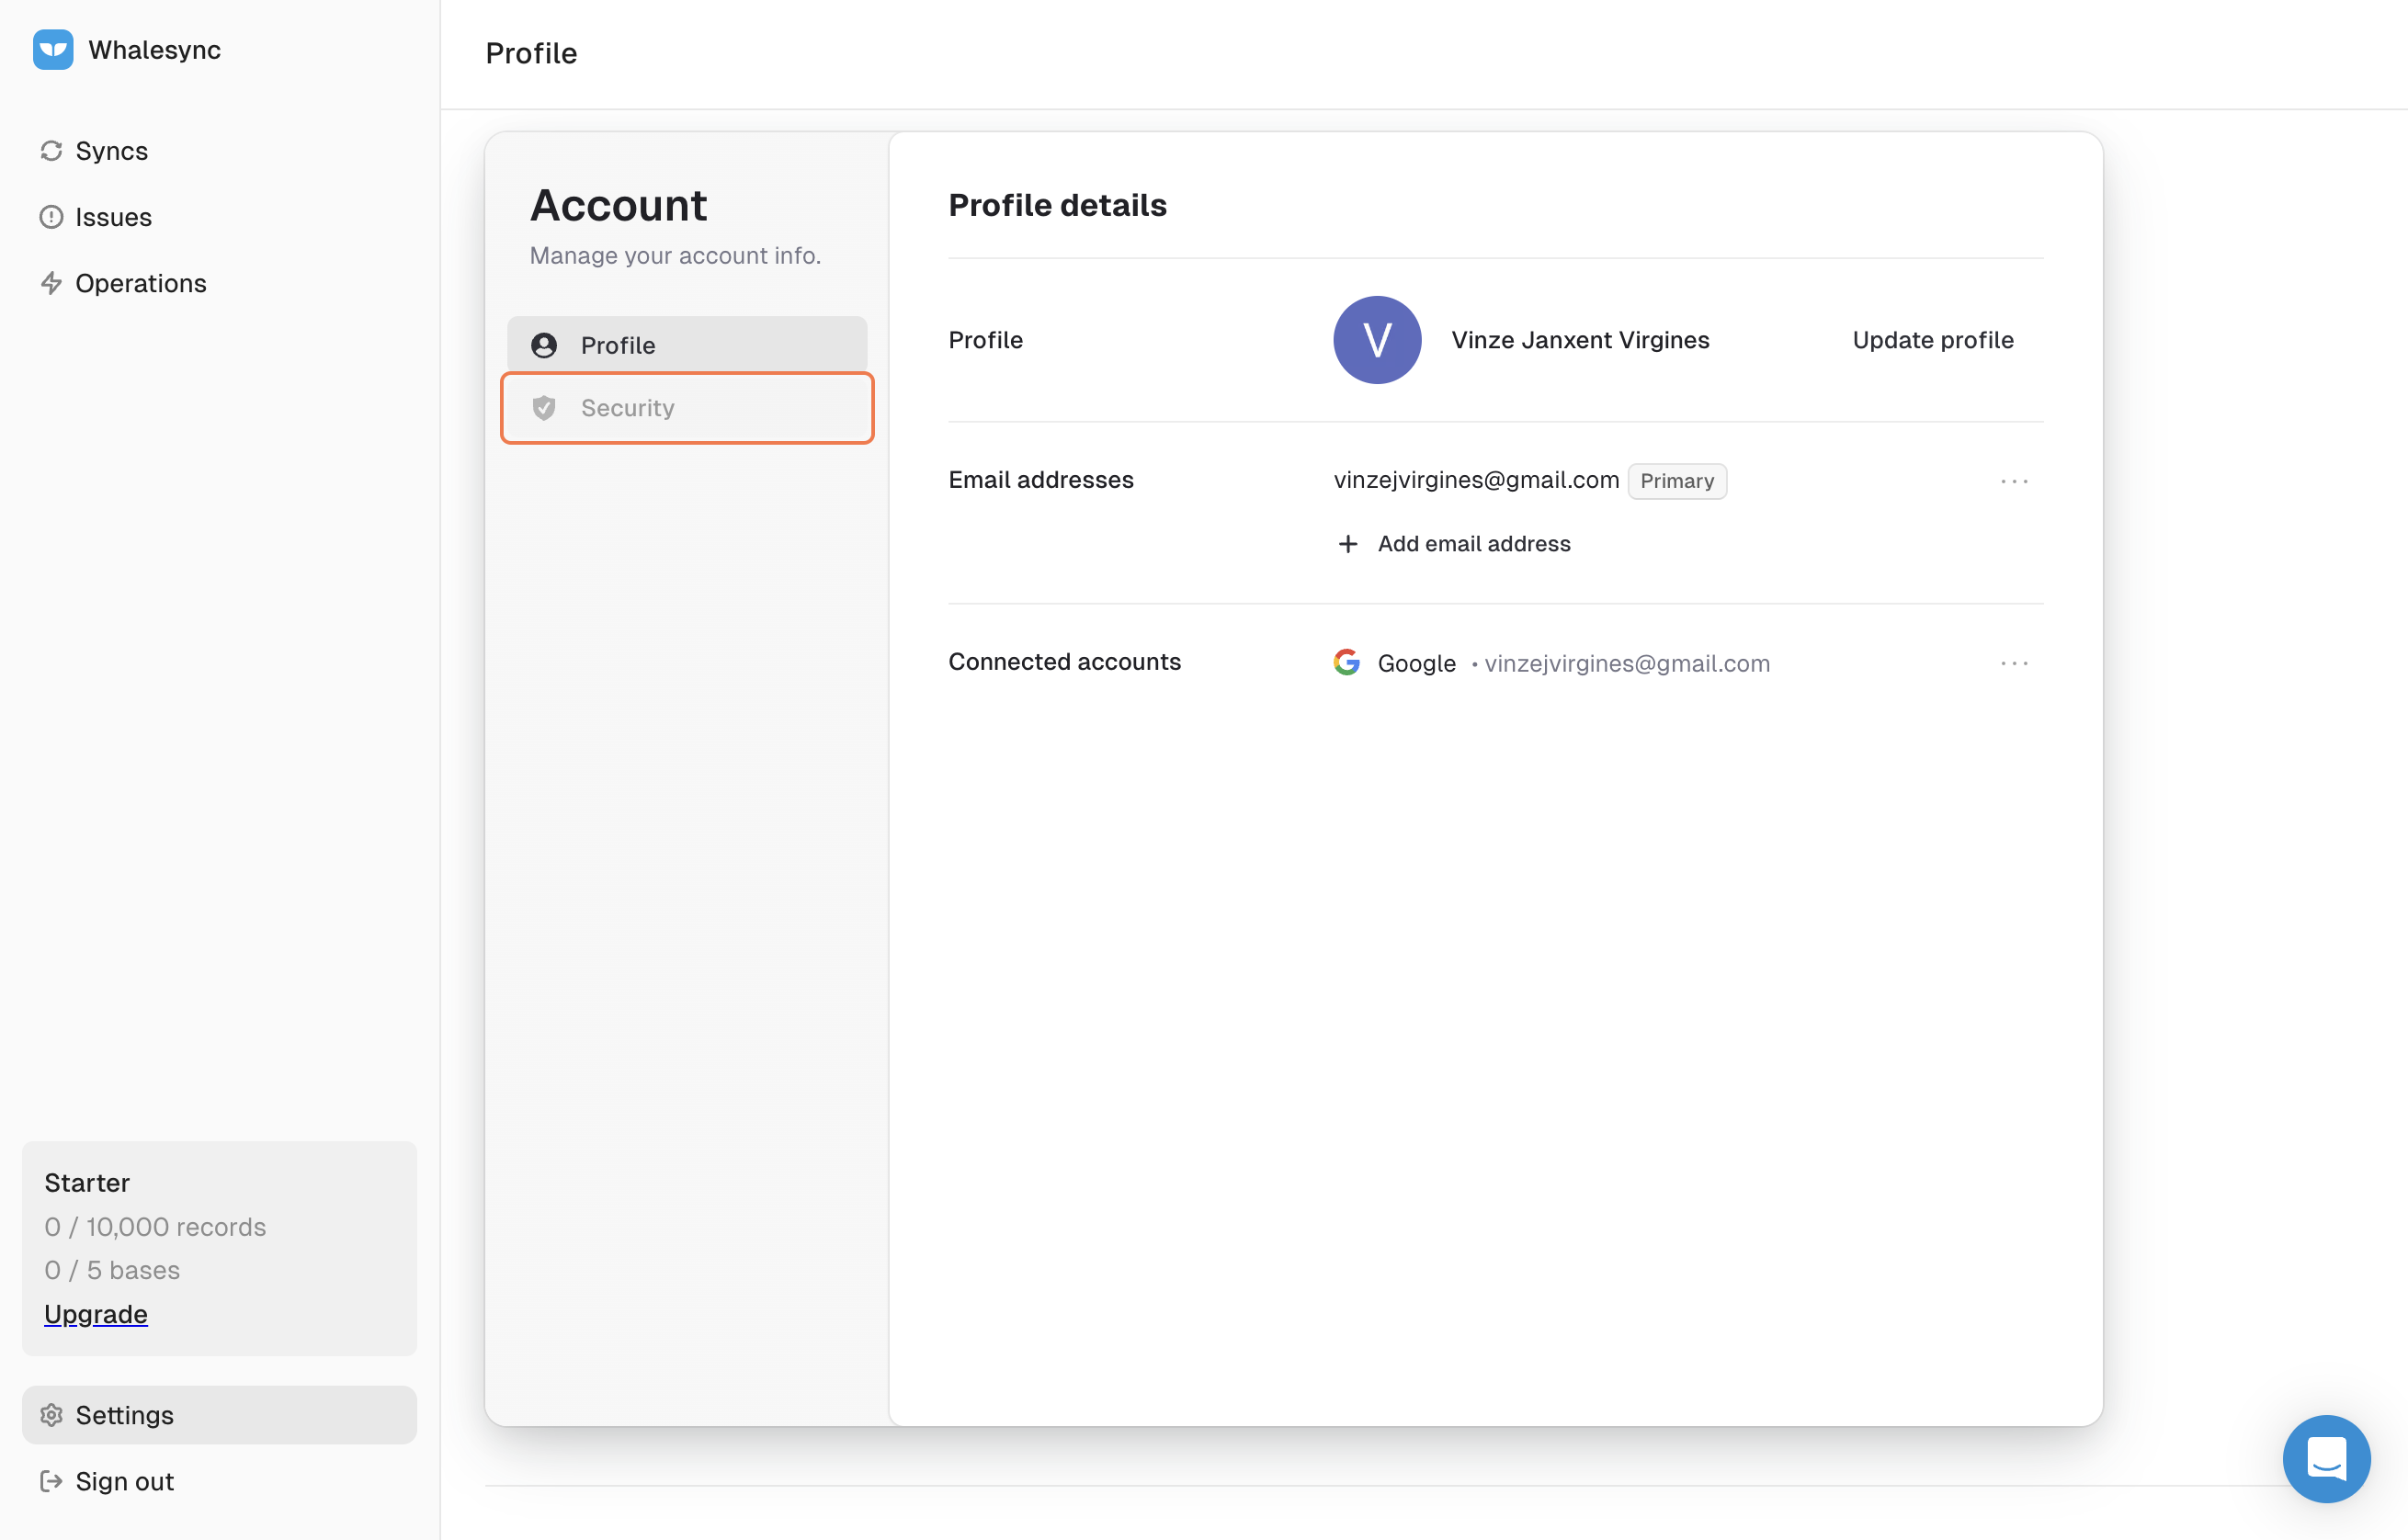 Whalesync
Syncs
Issues
Operations
Starter
0 / 10,000 records
0 / 5 bases
Upgrade
Settings
Sign out
Profile
Account
Manage your account info.
Profile
Security
Profile details
Profile
V
Vinze Janxent Virgines
Update profile
Email addresses
vinzejvirgines@gmail.com Primary
Add email address
Connected accounts
Google • vinzejvirgines@gmail.com